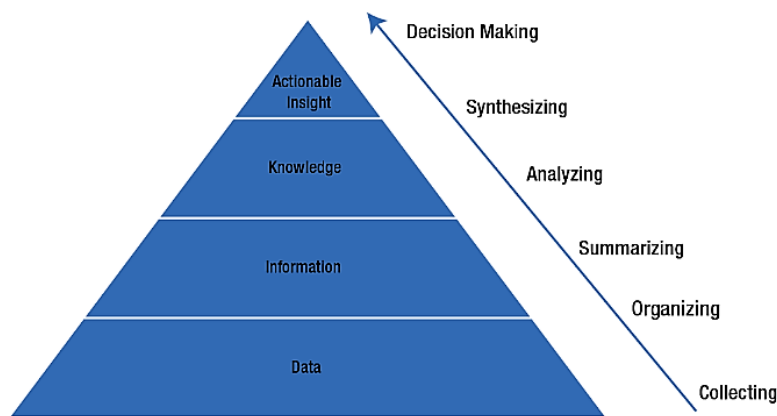 Decision Making
Actionable
Insight
Synthesizing
Knowledge
Analyzing
Summarizing
Information
Organizing
Data
Collecting